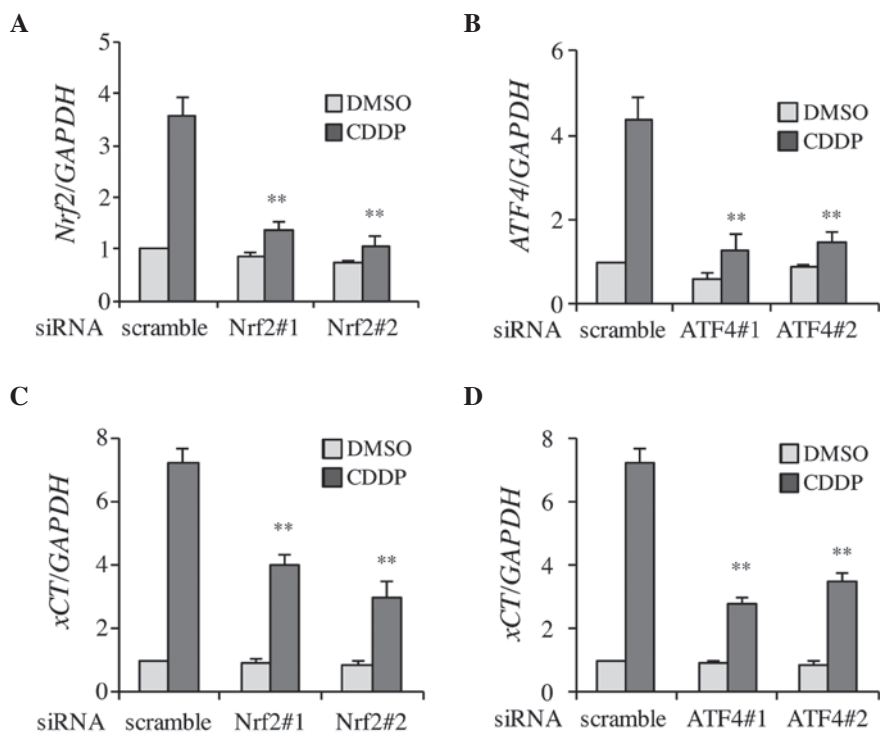 A
Nrf2/GAPDH
5
4
3
2
1
0
DMSO
CDDP
**
**
siRNA scramble Nrf2#1 Nrf2#2
B
ATF4/GAPDH
6
4
2
0
DMSO
CDDP
**
**
siRNA scramble ATF4#1 ATF4#2
C
xCT/GAPDH
8
6
4
2
0
DMSO
CDDP
**
**
siRNA scramble Nrf2#1 Nrf2#2
D
xCT/GAPDH
8
6
4
2
0
DMSO
CDDP
**
**
siRNA scramble ATF4#1 ATF4#2